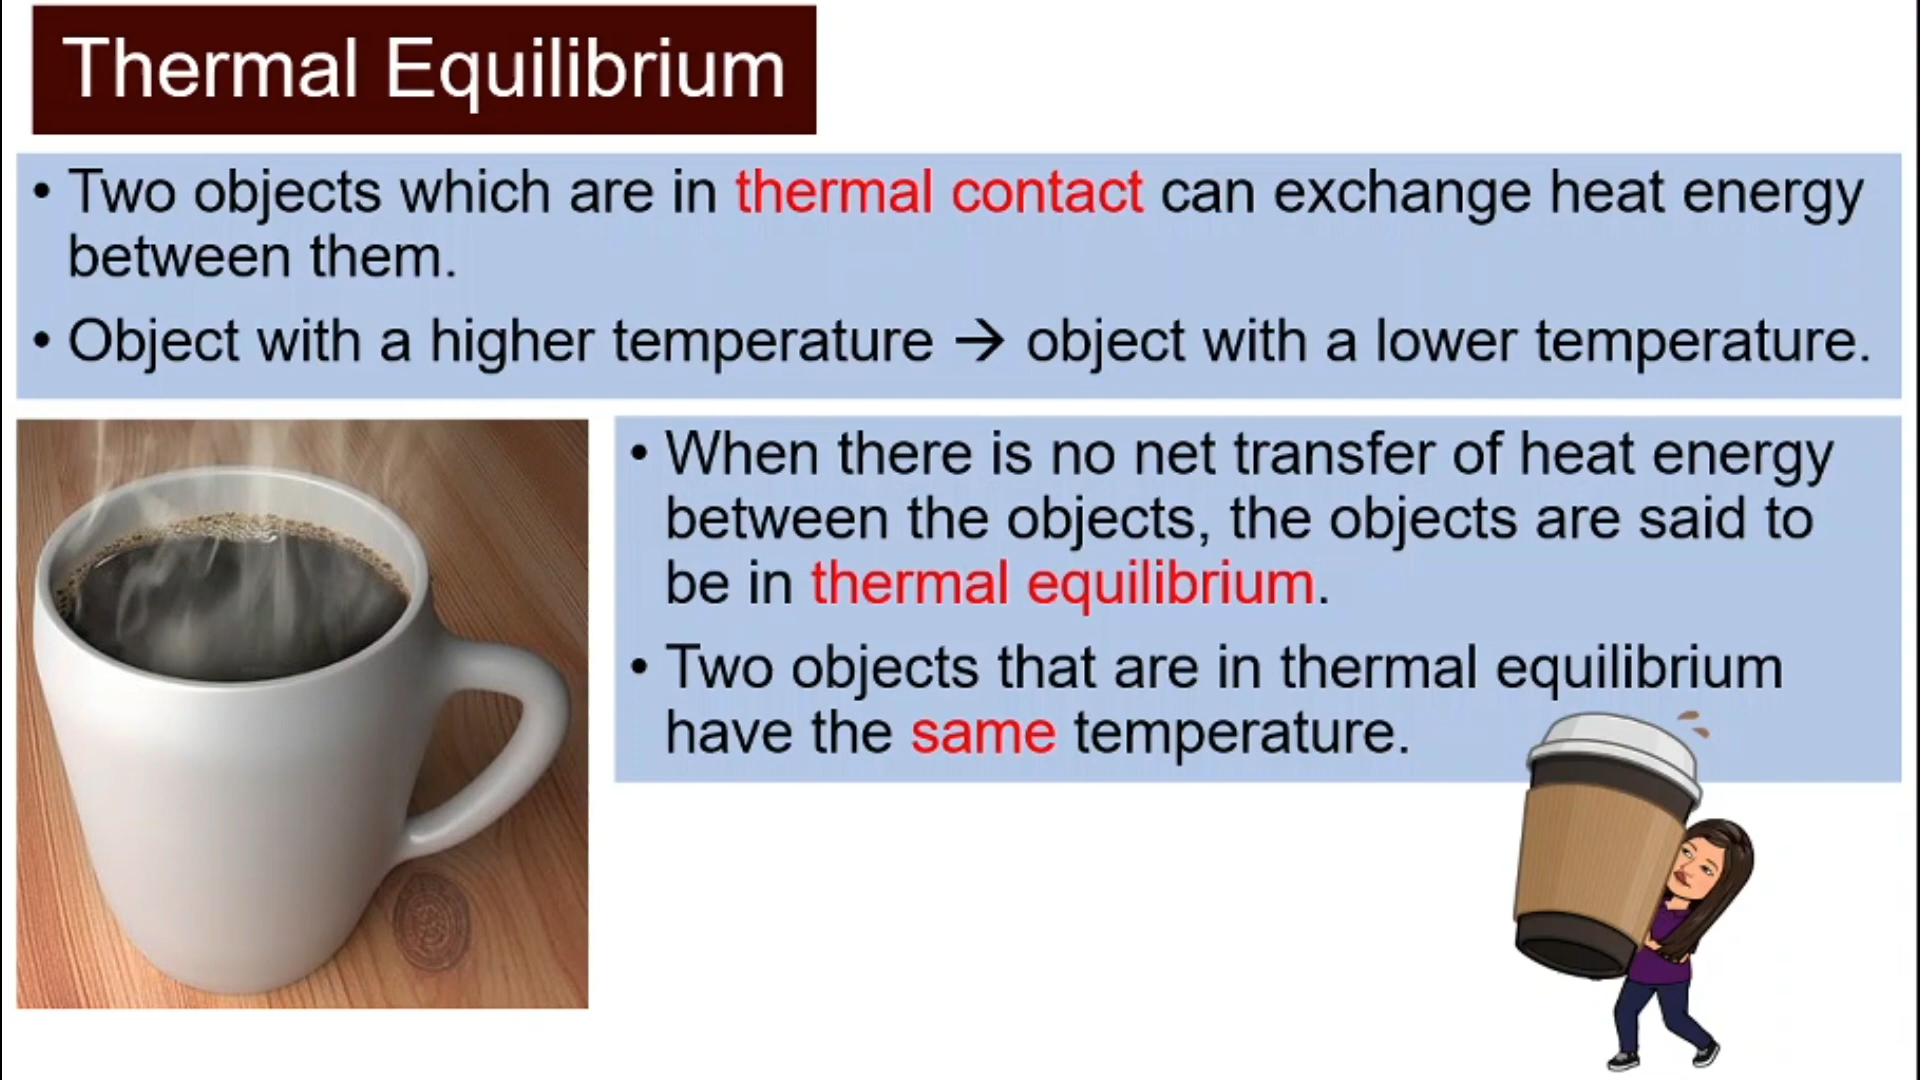 Thermal Equilibrium
• Two objects which are in thermal contact can exchange heat energy
between them.
• Object with a higher temperature → object with a lower temperature.
• When there is no net transfer of heat energy
between the objects, the objects are said to
be in thermal equilibrium.
• Two objects that are in thermal equilibrium
have the same temperature.